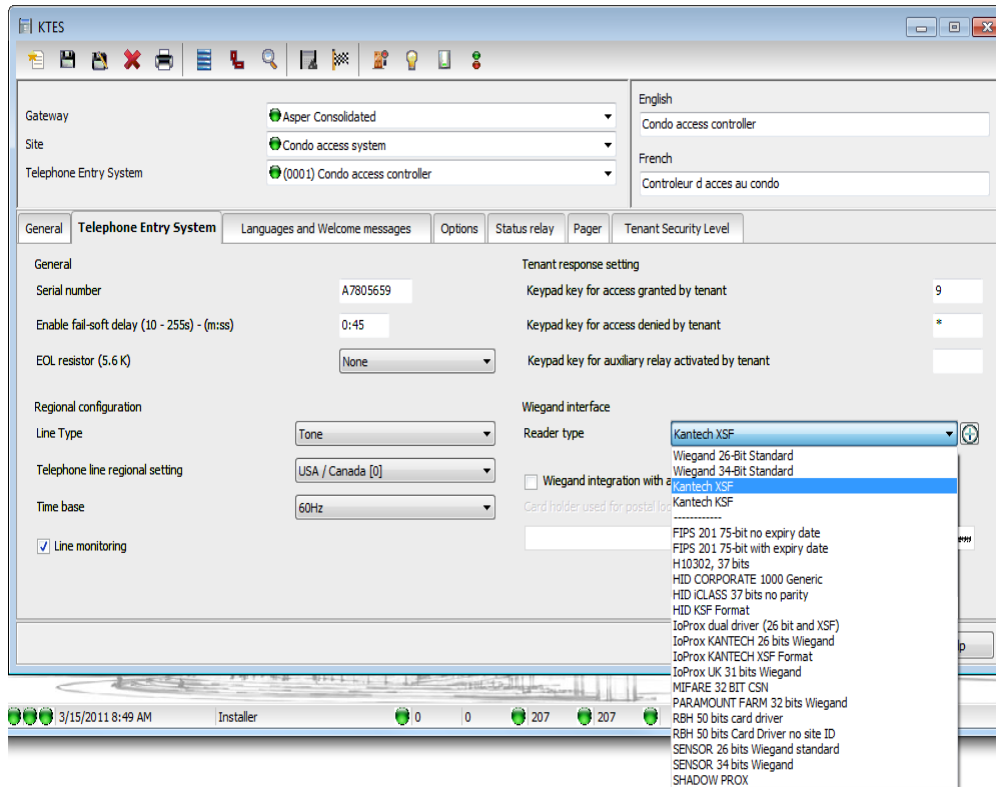 KTES
Gateway
Asper Consolidated
Site
Condo access system
Telephone Entry System
(0001) Condo access controller
English
Condo access controller
French
Controleur d acces au condo
General
Telephone Entry System
Languages and Welcome messages
Options
Status relay
Pager
Tenant Security Level
General
Serial number
A7805659
Enable fail-soft delay (10 - 255s) - (m:ss)
0:45
EOL resistor (5.6 K)
None
Tenant response setting
Keypad key for access granted by tenant
9
Keypad key for access denied by tenant
*
Keypad key for auxiliary relay activated by tenant
Regional configuration
Line Type
Tone
Telephone line regional setting
USA / Canada [0]
Time base
60Hz
Line monitoring
Wiegand interface
Reader type
Kantech XSF
Wiegand integration with a
Card holder used for postal loc
Wiegand 26-Bit Standard
Wiegand 34-Bit Standard
Kantech XSF
Kantech KSF
------------
FIPS 201 75-bit no expiry date
FIPS 201 75-bit with expiry date
H10302, 37 bits
HID CORPORATE 1000 Generic
HID iCLASS 37 bits no parity
HID KSF Format
IoProx dual driver (26 bit and XSF)
IoProx KANTECH 26 bits Wiegand
IoProx KANTECH XSF Format
IoProx UK 31 bits Wiegand
MIFARE 32 BIT CSN
PARAMOUNT FARM 32 bits Wiegand
RBH 50 bits card driver
RBH 50 bits Card Driver no site ID
SENSOR 26 bits Wiegand standard
SENSOR 34 bits Wiegand
SHADOW PROX
lp
3/15/2011 8:49 AM
Installer
0
0
207
207